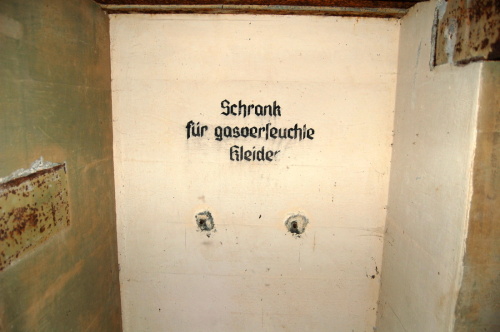 Schrank
für gasverseuchte
Kleider